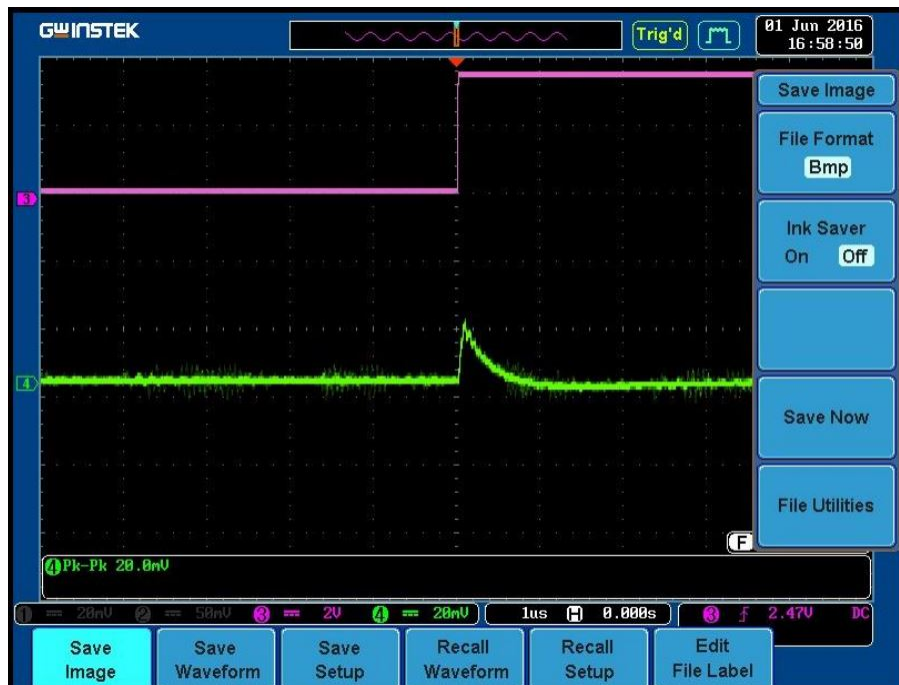 GWINSTEK
Trig'd
01 Jun 2016
16:58:50
Save Image
File Format
Bmp
Ink Saver
On Off
Save Now
File Utilities
3
4
F
4 Pk-Pk 20.0mV
1 20mV 2 50mV 3 2V 4 20mV 1us H 0.000s 3 2.47V DC
Save Image
Save Waveform
Save Setup
Recall Waveform
Recall Setup
Edit File Label